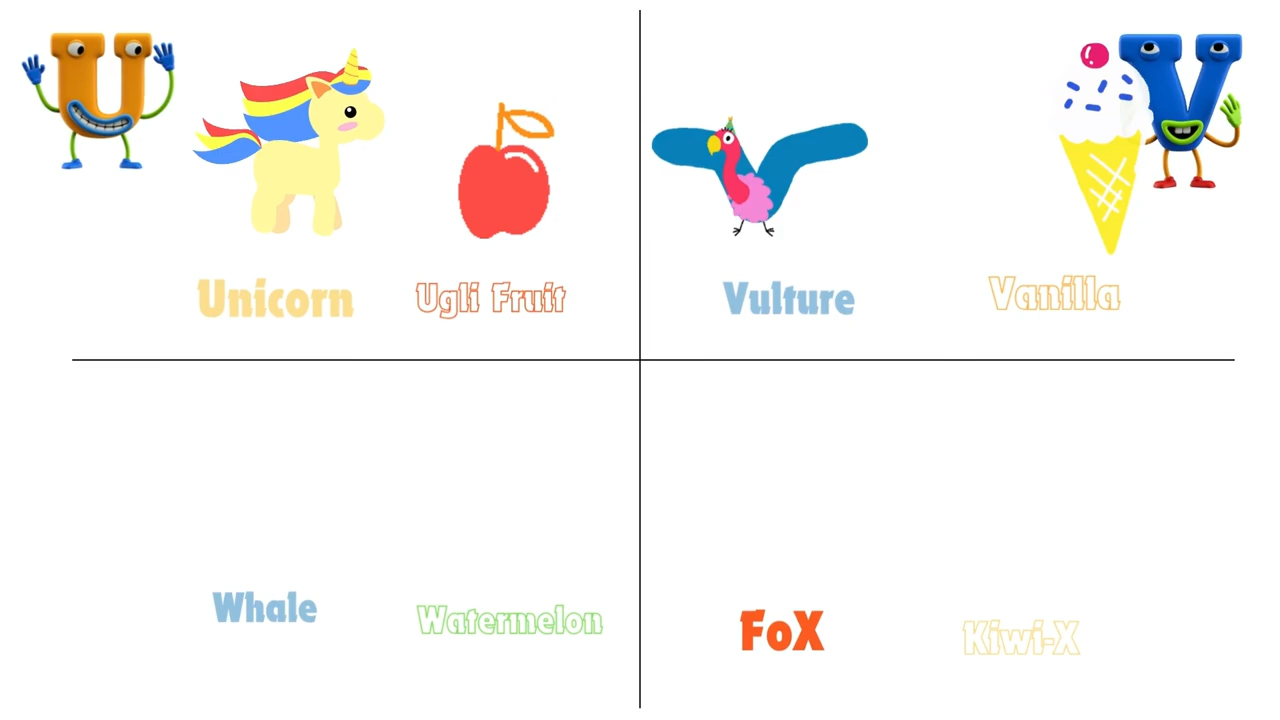 U
V
Unicorn
Ugli Fruit
Vulture
Vanilla
Whale
Watermelon
FoX
Kiwi-X